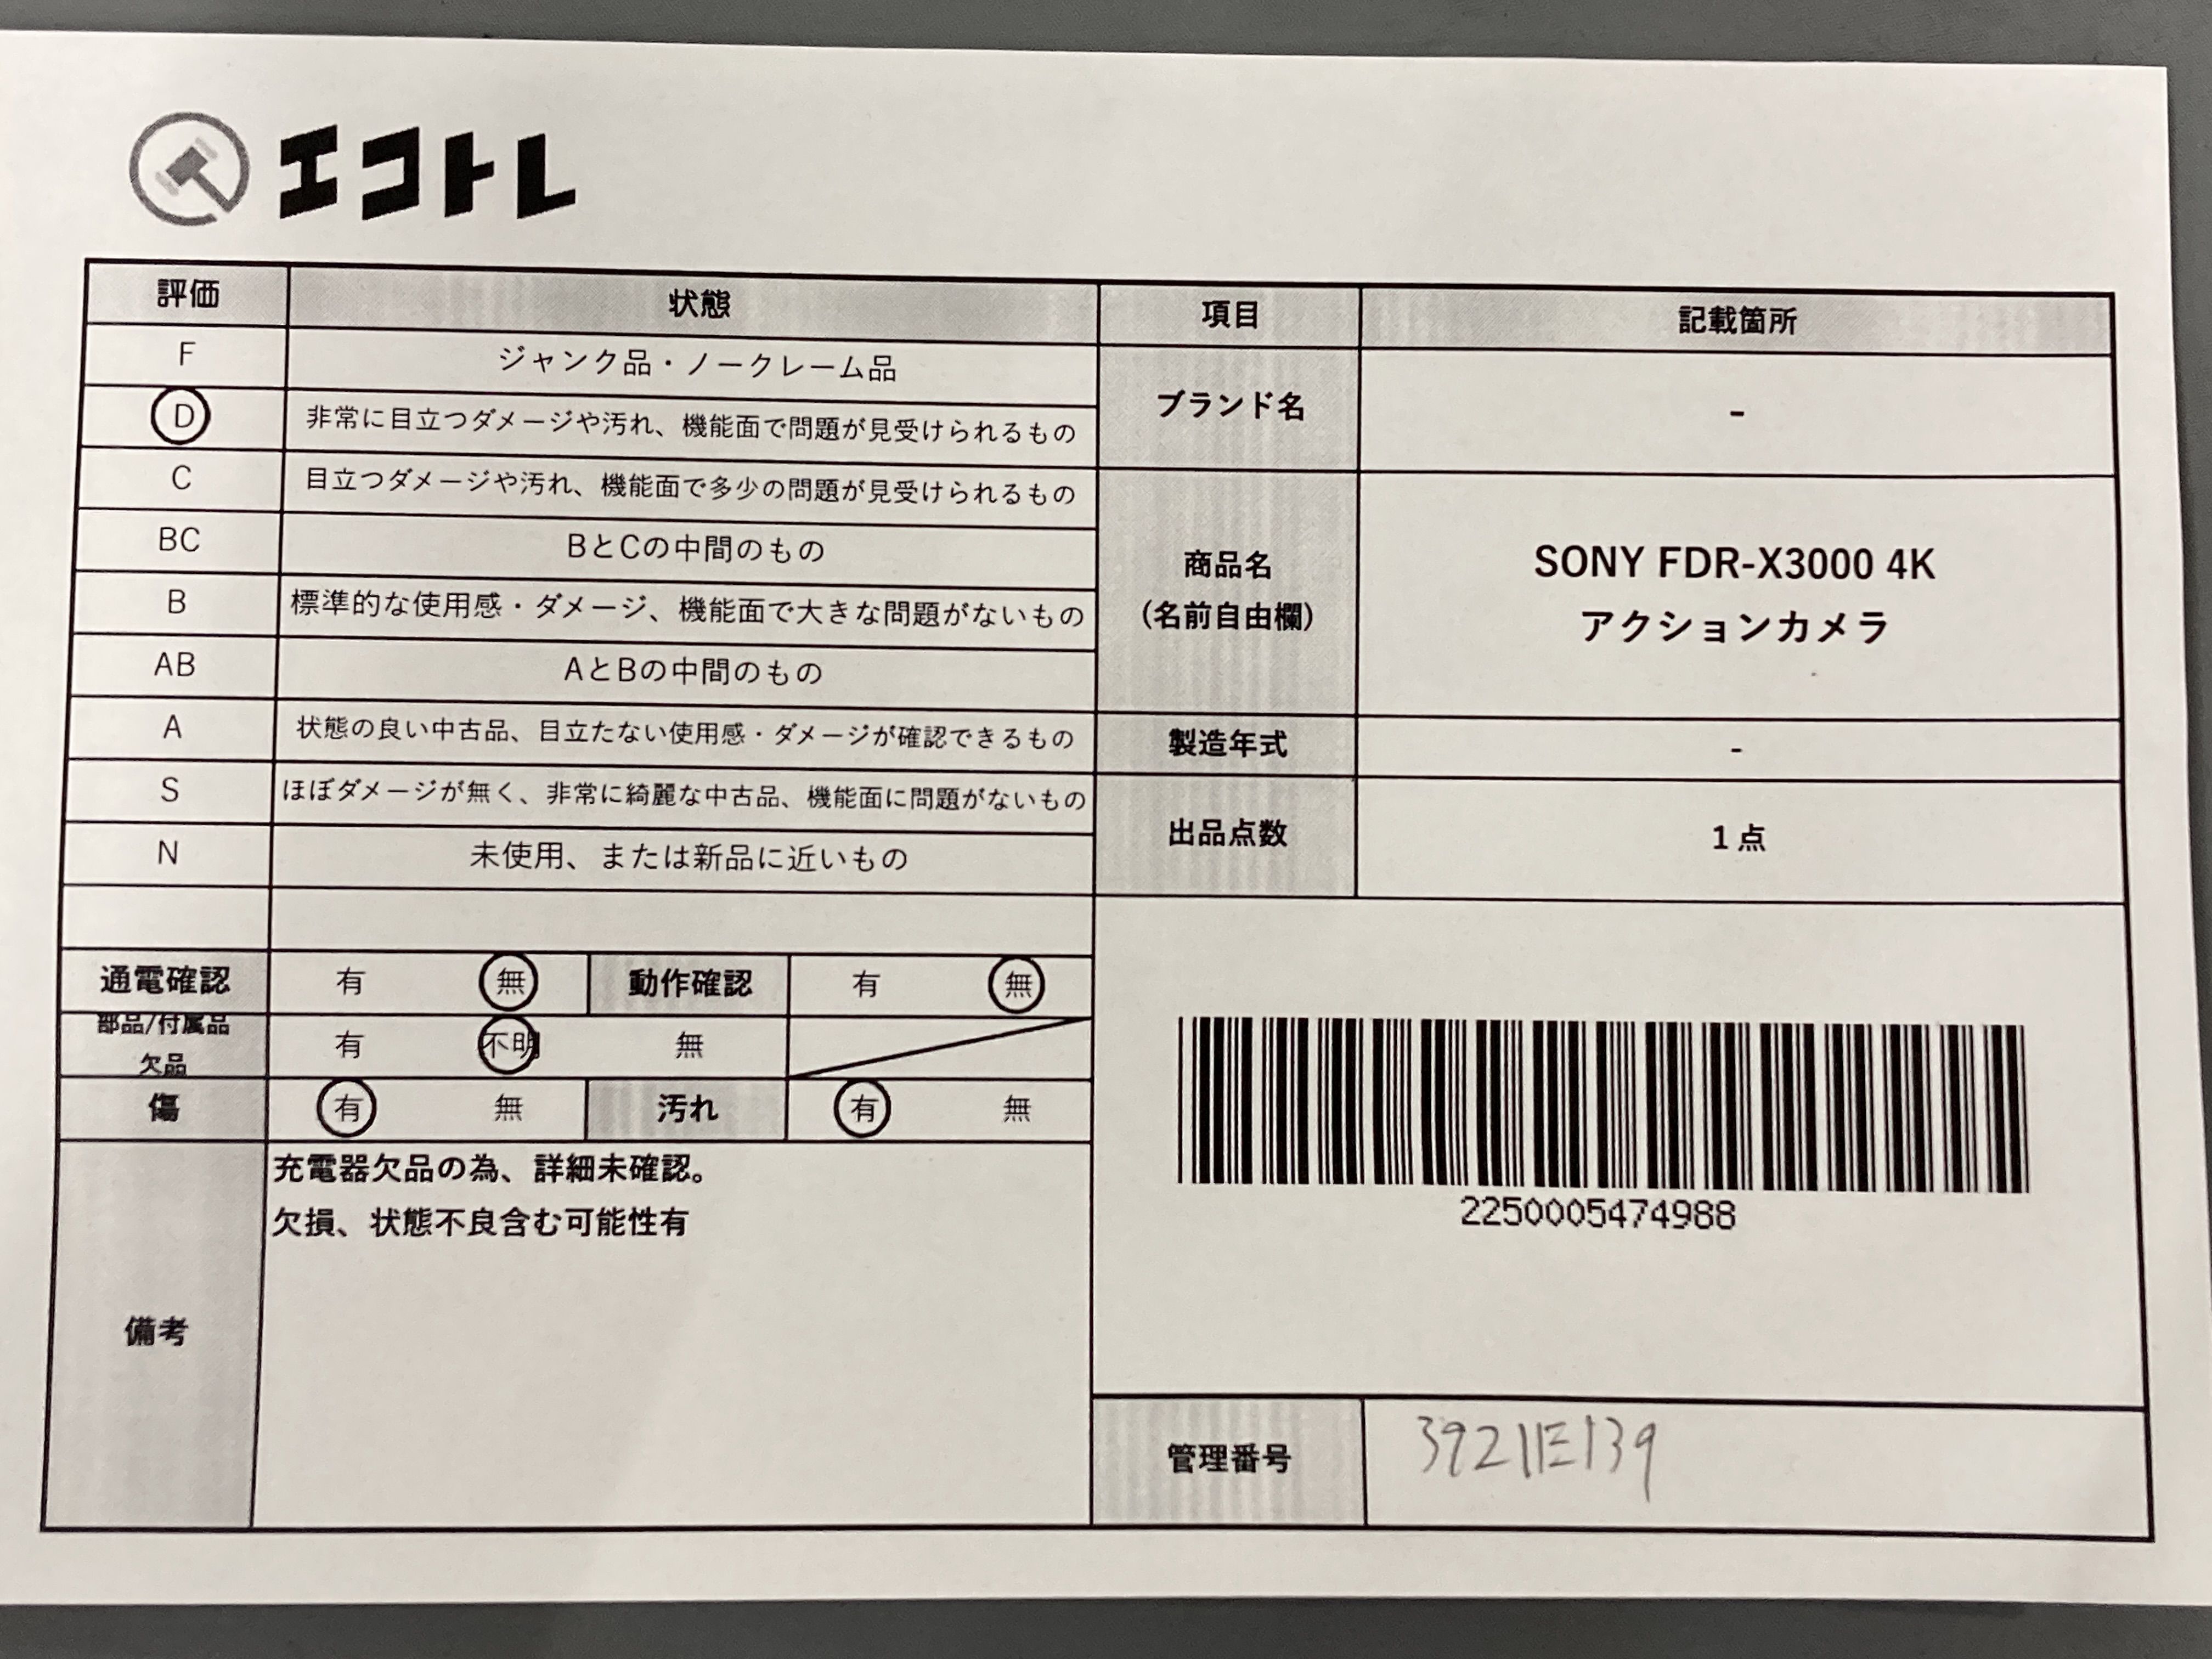 エコトレ
評価 状態 項目 記載箇所
F ジャンク品・ノークレーム品
D 非常に目立つダメージや汚れ、機能面で問題が見受けられるもの
ブランド名 -
C 目立つダメージや汚れ、機能面で多少の問題が見受けられるもの
BC BとCの中間のもの
B 標準的な使用感・ダメージ、機能面で大きな問題がないもの
商品名
(名前自由欄)
SONY FDR-X3000 4K
アクションカメラ
AB AとBの中間のもの
A 状態の良い中古品、目立たない使用感・ダメージが確認できるもの
製造年式 -
S ほぼダメージが無く、非常に綺麗な中古品、機能面に問題がないもの
N 未使用、または新品に近いもの
出品点数 1点
通電確認 有 無 動作確認 有 無
部品/付属品
欠品
有 不明 無
傷 有 無 汚れ 有 無
備考
充電器欠品の為、詳細未確認。
欠損、状態不良含む可能性有
2250005474988
管理番号 39211E139